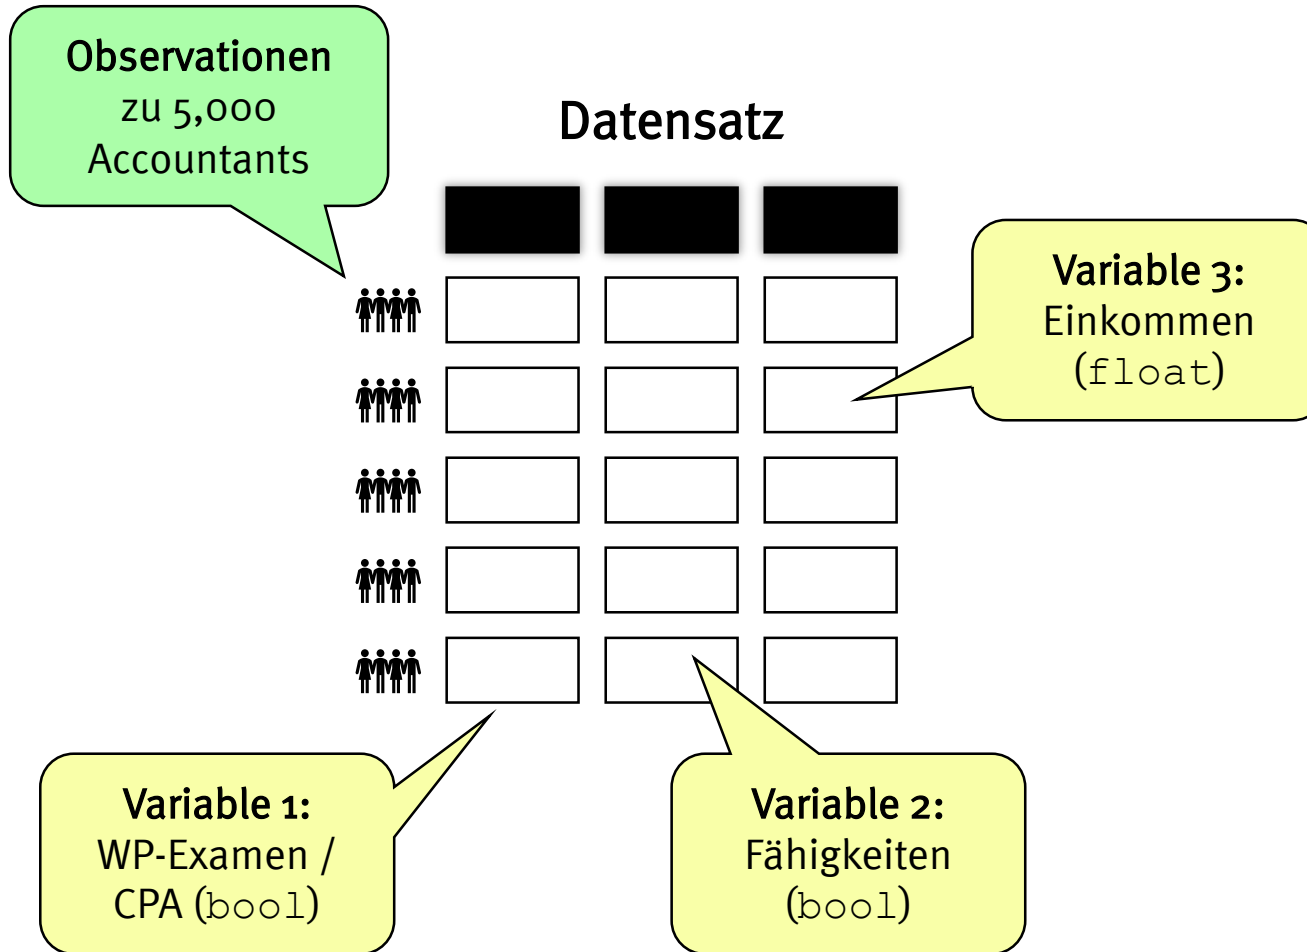 Observationen
zu 5,000
Accountants
Datensatz
Variable 3:
Einkommen
(float)
Variable 1:
WP-Examen /
CPA (bool)
Variable 2:
Fähigkeiten
(bool)